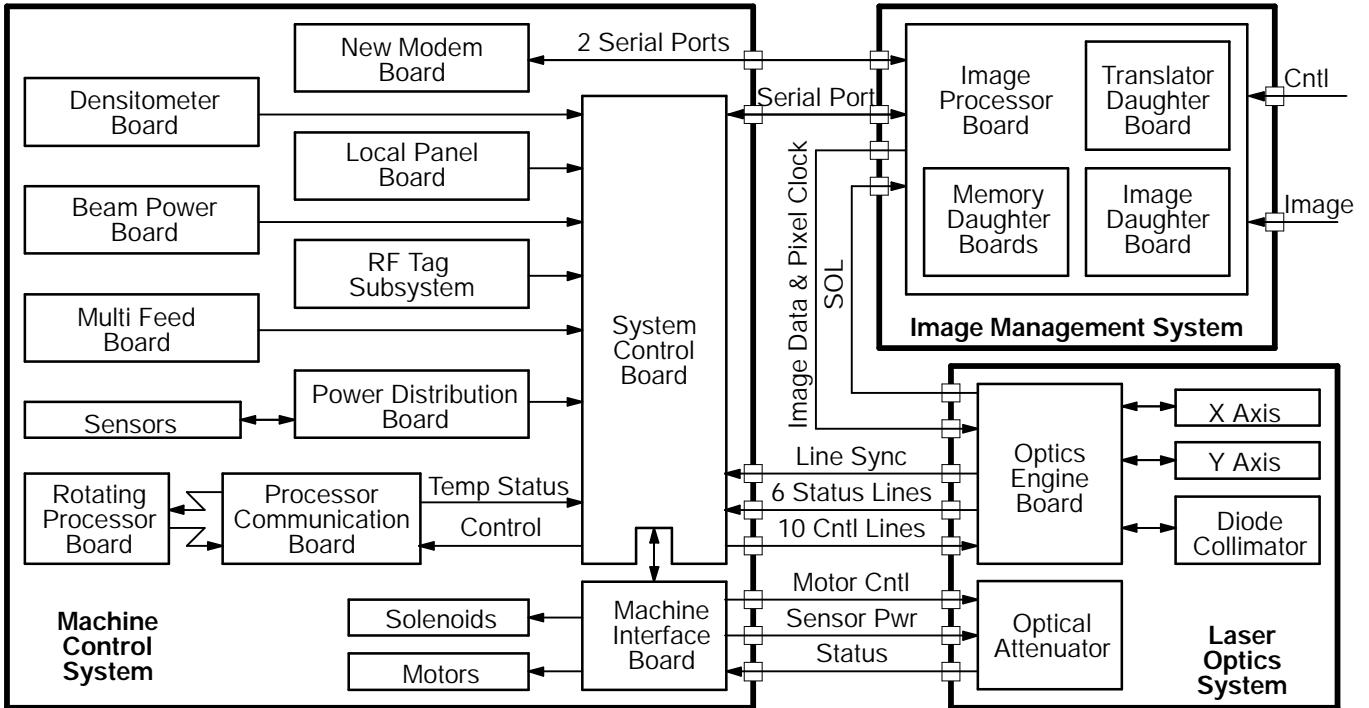 New Modem
Board
2 Serial Ports
Densitometer
Board
Serial Port
Local Panel
Board
Beam Power
Board
RF Tag
Subsystem
Multi Feed
Board
System
Control
Board
Power Distribution
Board
Sensors
Rotating
Processor
Board
Processor
Communication
Board
Temp Status
Control
Machine
Control
System
Solenoids
Motors
Machine
Interface
Board
Image Data & Pixel Clock
SOL
Image
Processor
Board
Translator
Daughter
Board
Memory
Daughter
Boards
Image
Daughter
Board
Cntl
Image
Image Management System
Line Sync
6 Status Lines
10 Cntl Lines
Motor Cntl
Sensor Pwr
Status
Optics
Engine
Board
X Axis
Y Axis
Diode
Collimator
Optical
Attenuator
Laser
Optics
System